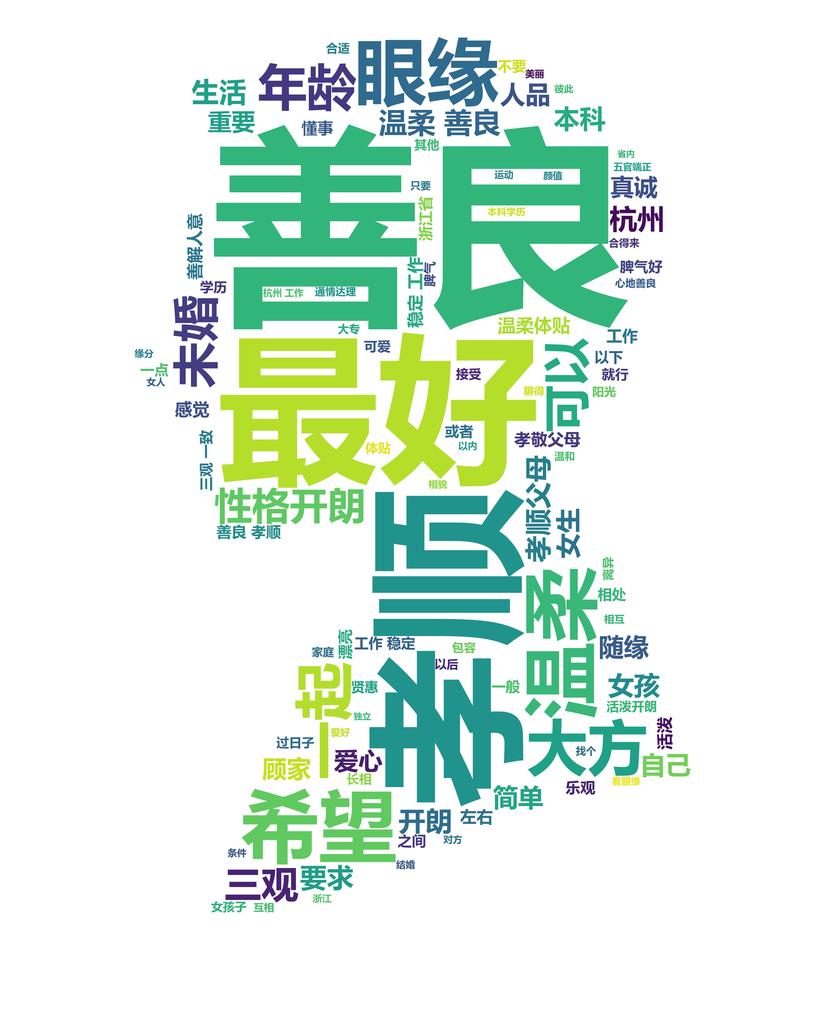 合适
眼缘
不要
美丽
生活
年龄
人品
彼此
重要
懂事
温柔 善良
本科
善良
其他
省内
五官端正
只要
运动
颜值
真诚
浙江省
本科学历
杭州
善解人意
合得来
脾气
脾气好
学历
杭州 工作
通情达理
稳定 工作
心地善良
未婚
大专
温柔体贴
工作
缘分
最好
可爱
可以
以下
一点
女人
接受
就行
聊得
阳光
感觉
或者
孝敬父母
三观 一致
体贴
以内
温和
相貌
性格开朗
孝顺
孝顺父母
女生
善良 孝顺
离异
温柔
相处
相互
漂亮
工作 稳定
包容
随缘
家庭
以后
一起
贤惠
一般
女孩
独立
活泼开朗
爱好
大方
活泼
过日子
爱心
找个
顾家
长相
自己
看眼缘
乐观
希望
简单
开朗
左右
之间
对方
条件
结婚
三观
要求
浙江
女孩子
互相